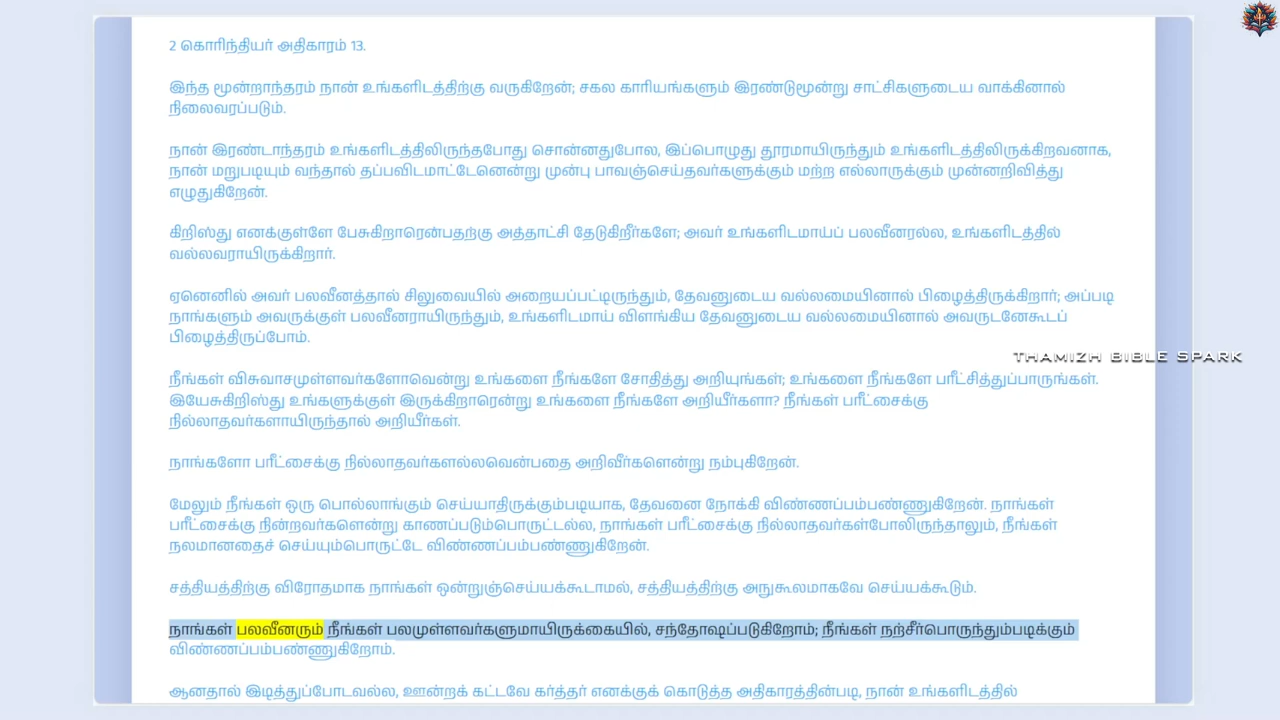 2 கொரிந்தியர் அதிகாரம் 13.
இந்த மூன்றாந்தரம் நான் உங்களிடத்திற்கு வருகிறேன்; சகல காரியங்களும் இரண்டுமூன்று சாட்சிகளுடைய வாக்கினால்
நிலைவரப்படும்.
நான் இரண்டாந்தரம் உங்களிடத்திலிருந்தபோது சொன்னதுபோல, இப்பொழுது தூரமாயிருந்தும் உங்களிடத்திலிருக்கிறவனாக,
நான் மறுபடியும் வந்தால் தப்பவிடமாட்டேனென்று முன்பு பாவஞ்செய்தவர்களுக்கும் மற்ற எல்லாருக்கும் முன்னறிவித்து
எழுதுகிறேன்.
கிறிஸ்து எனக்குள்ளே பேசுகிறாரென்பதற்கு அத்தாட்சி தேடுகிறீர்களே; அவர் உங்களிடமாய்ப் பலவீனரல்ல, உங்களிடத்தில்
வல்லவராயிருக்கிறார்.
ஏனெனில் அவர் பலவீனத்தால் சிலுவையில் அறையப்பட்டிருந்தும், தேவனுடைய வல்லமையினால் பிழைத்திருக்கிறார்; அப்படி
நாங்களும் அவருக்குள் பலவீனராயிருந்தும், உங்களிடமாய் விளங்கிய தேவனுடைய வல்லமையினால் அவருடனேகூடப்
பிழைத்திருப்போம்.
THAMIZH BIBLE SPARK
நீங்கள் விசுவாசமுள்ளவர்களோவென்று உங்களை நீங்களே சோதித்து அறியுங்கள்; உங்களை நீங்களே பரீட்சித்துப்பாருங்கள்.
இயேசுகிறிஸ்து உங்களுக்குள் இருக்கிறாரென்று உங்களை நீங்களே அறியீர்களா? நீங்கள் பரீட்சைக்கு
நில்லாதவர்களாயிருந்தால் அறியீர்கள்.
நாங்களோ பரீட்சைக்கு நில்லாதவர்களல்லவென்பதை அறிவீர்களென்று நம்புகிறேன்.
மேலும் நீங்கள் ஒரு பொல்லாங்கும் செய்யாதிருக்கும்படியாக, தேவனை நோக்கி விண்ணப்பம்பண்ணுகிறேன். நாங்கள்
பரீட்சைக்கு நின்றவர்களென்று காணப்படும்பொருட்டல்ல, நாங்கள் பரீட்சைக்கு நில்லாதவர்கள்போலிருந்தாலும், நீங்கள்
நலமானதைச் செய்யும்பொருட்டே விண்ணப்பம்பண்ணுகிறேன்.
சத்தியத்திற்கு விரோதமாக நாங்கள் ஒன்றுஞ்செய்யக்கூடாமல், சத்தியத்திற்கு அநுகூலமாகவே செய்யக்கூடும்.
நாங்கள் பலவீனரும் நீங்கள் பலமுள்ளவர்களுமாயிருக்கையில், சந்தோஷப்படுகிறோம்; நீங்கள் நற்சீர்பொருந்தும்படிக்கும்
விண்ணப்பம்பண்ணுகிறோம்.
ஆனதால் இடித்துப்போடவல்ல, ஊன்றக் கட்டவே கர்த்தர் எனக்குக் கொடுத்த அதிகாரத்தின்படி, நான் உங்களிடத்தில்